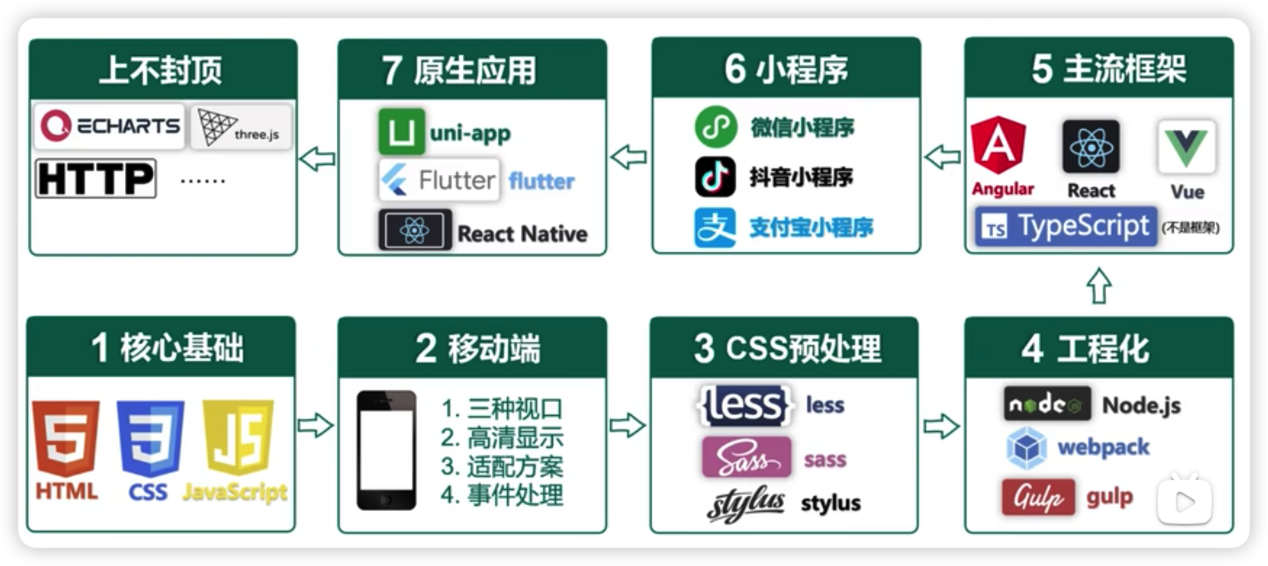 上不封顶
ECHARTS
three.js
HTTP
······
7 原生应用
uni-app
Flutter flutter
React Native
6 小程序
微信小程序
抖音小程序
支付宝小程序
5 主流框架
Angular
React
Vue
TS TypeScript (不是框架)
1 核心基础
5 3 JS
HTML
CSS
JavaScript
2 移动端
1. 三种视口
2. 高清显示
3. 适配方案
4. 事件处理
3 CSS预处理
{less} less
Sass sass
stylus stylus
4 工程化
node Node.js
webpack
Gulp gulp